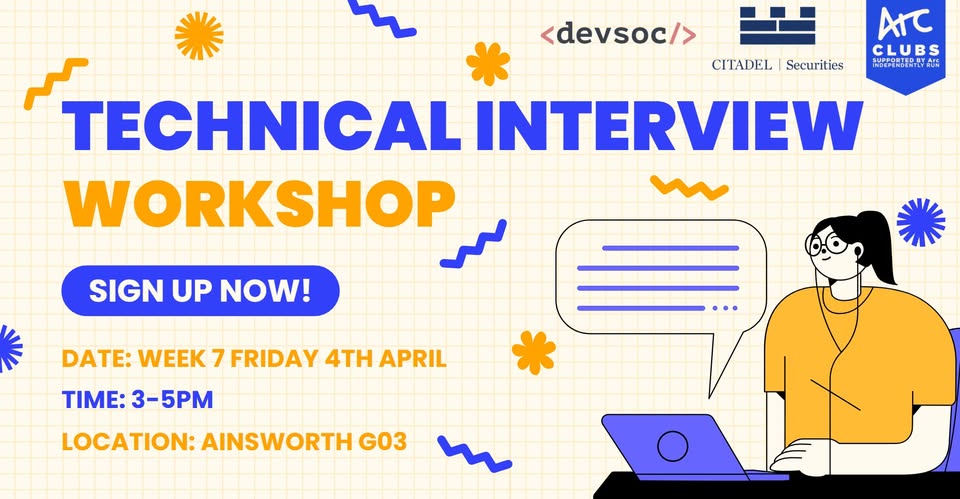 <devsoc/>
CITADEL | Securities
Arc
CLUBS
SUPPORTED BY Arc
INDEPENDENTLY RUN
TECHNICAL INTERVIEW
WORKSHOP
SIGN UP NOW!
DATE: WEEK 7 FRIDAY 4TH APRIL
TIME: 3-5PM
LOCATION: AINSWORTH G03